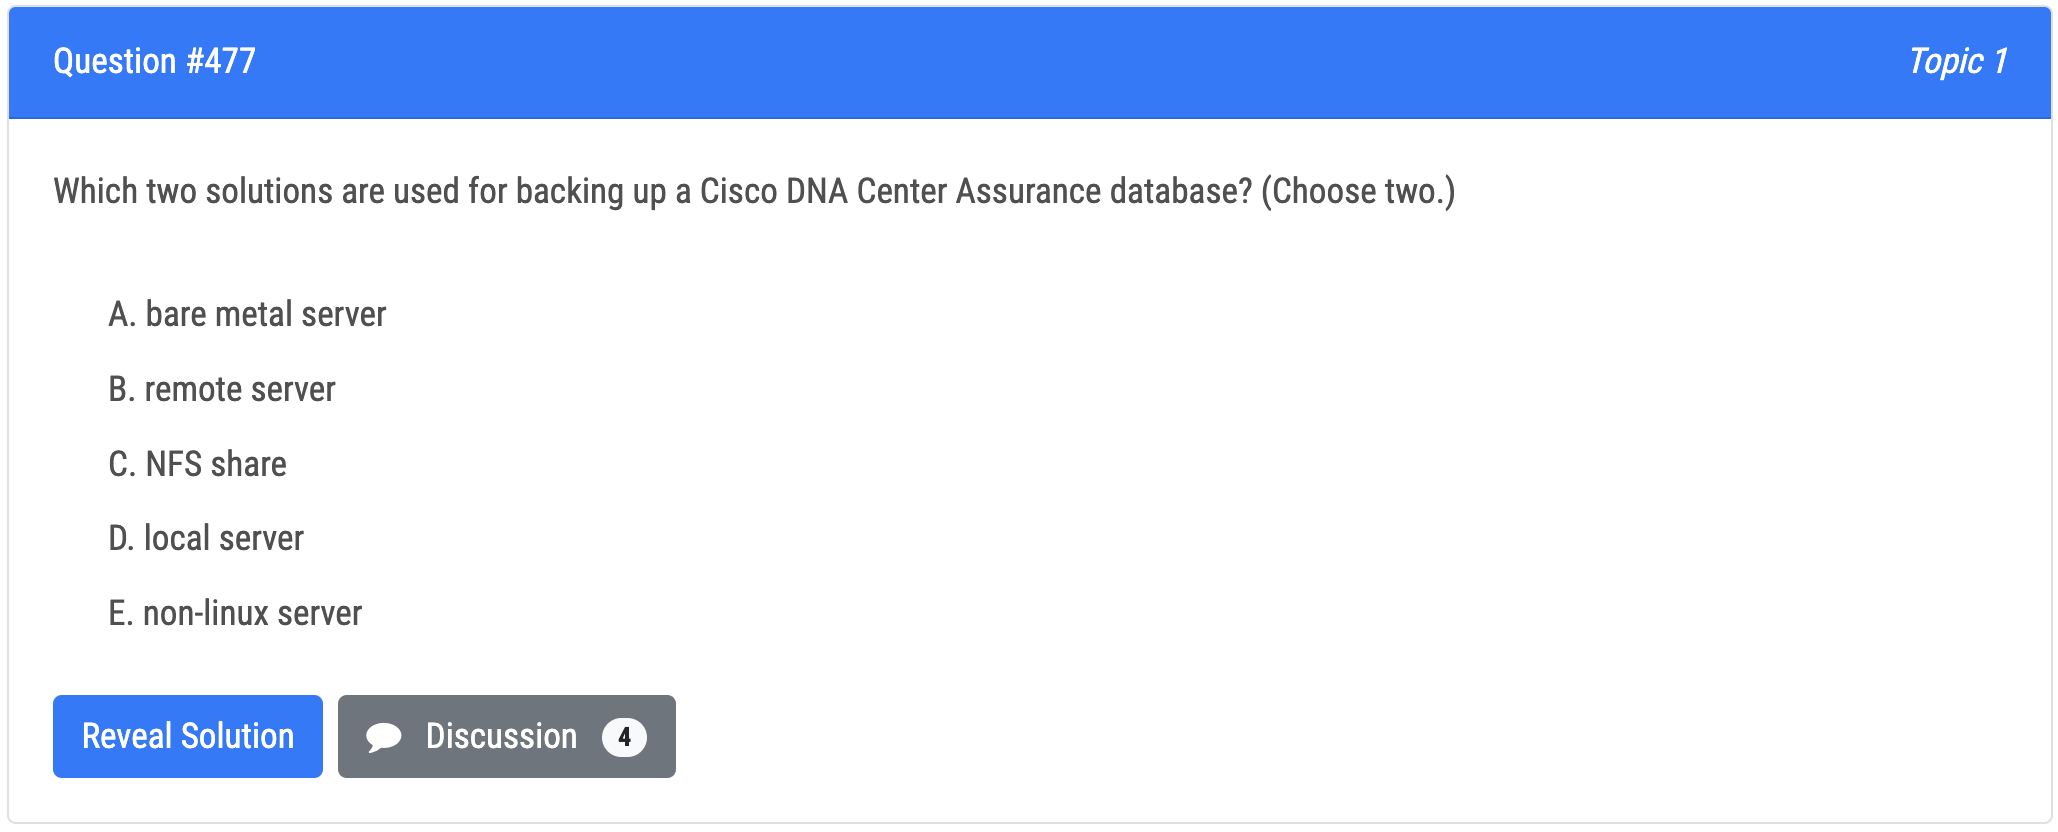 Question #477
Topic 1
Which two solutions are used for backing up a Cisco DNA Center Assurance database? (Choose two.)
A. bare metal server
B. remote server
C. NFS share
D. local server
E. non-linux server
Reveal Solution
Discussion 4